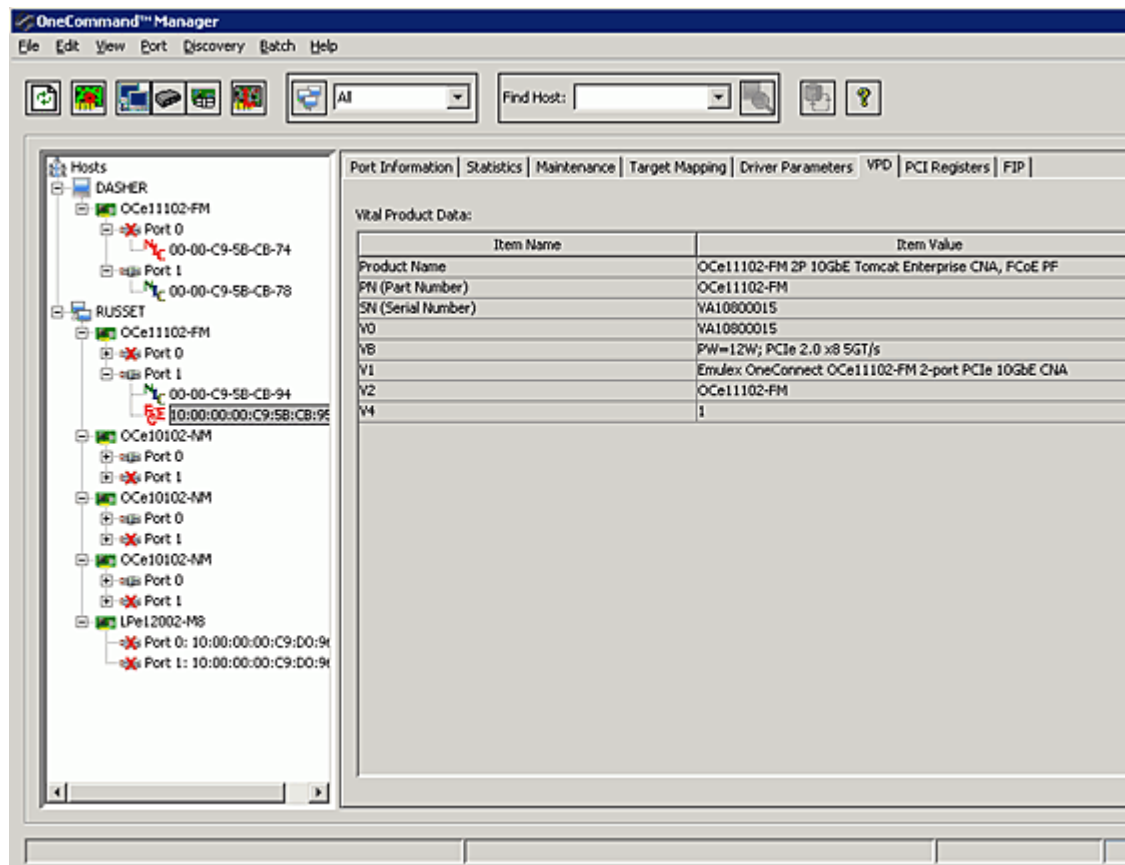 OneCommand™ Manager
File Edit View Port Discovery Batch Help
All Find Host:
Hosts
DASHER
OCe11102-FM
Port 0
NIC 00-00-C9-5B-CB-74
Port 1
NIC 00-00-C9-5B-CB-78
RUSSET
OCe11102-FM
Port 0
Port 1
NIC 00-00-C9-5B-CB-94
FCoE 10:00:00:00:C9:5B:CB:95
OCe10102-NM
Port 0
Port 1
OCe10102-NM
Port 0
Port 1
OCe10102-NM
Port 0
Port 1
LPe12002-M8
Port 0: 10:00:00:00:C9:D0:9
Port 1: 10:00:00:00:C9:D0:9
Port Information Statistics Maintenance Target Mapping Driver Parameters VPD PCI Registers FIP
Vital Product Data:
Item Name Item Value
Product Name OCe11102-FM 2P 10GbE Tomcat Enterprise CNA, FCoE PF
PN (Part Number) OCe11102-FM
SN (Serial Number) VA10800015
V0 VA10800015
VB PW=12W; PCIe 2.0 x8 5GT/s
V1 Emulex OneConnect OCe11102-FM 2-port PCIe 10GbE CNA
V2 OCe11102-FM
V4 1